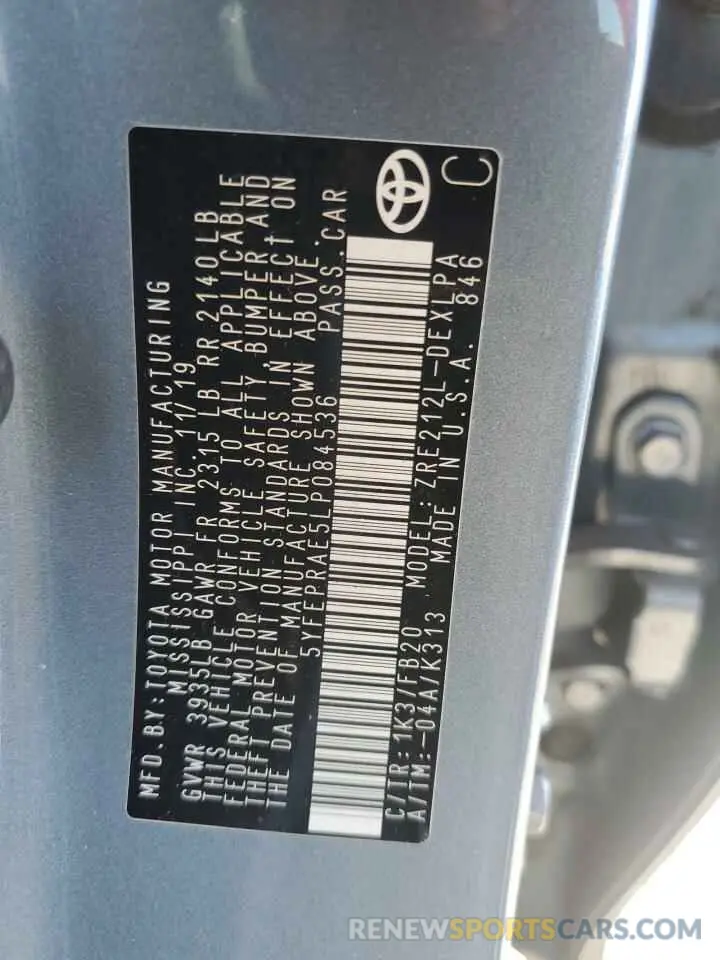 MFD.BY:TOYOTA MOTOR MANUFACTURING
MISSISSIPPI INC. 11/19
GVWR 3935LB GAWR FR 2315 LB RR 2140LB
THIS VEHICLE CONFORMS TO ALL APPLICABLE
FEDERAL MOTOR VEHICLE SAFETY, BUMPER AND
THEFT PREVENTION STANDARDS IN EFFECT ON
THE DATE OF MANUFACTURE SHOWN ABOVE.
5YFEPRAE5LP084536 PASS.CAR
C/TR:1K3/FB20 MODEL:ZRE212L-DEXLPA
A/TM:-04A/K313 MADE IN U.S.A. 846
C
RENEWSPORTSCARS.COM